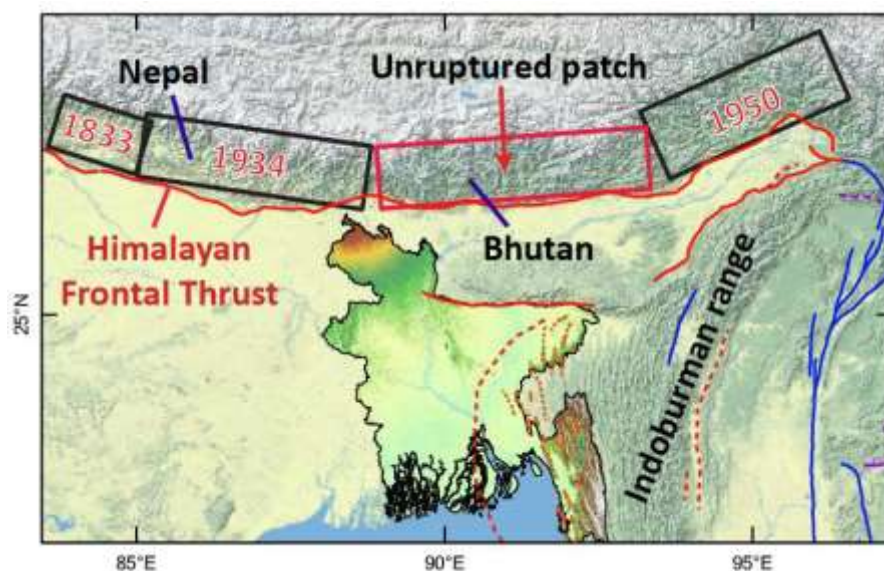 Nepal
Unruptured patch
1833
1934
1950
Himalayan
Frontal Thrust
Bhutan
Indoburman range
25°N
85°E
90°E
95°E